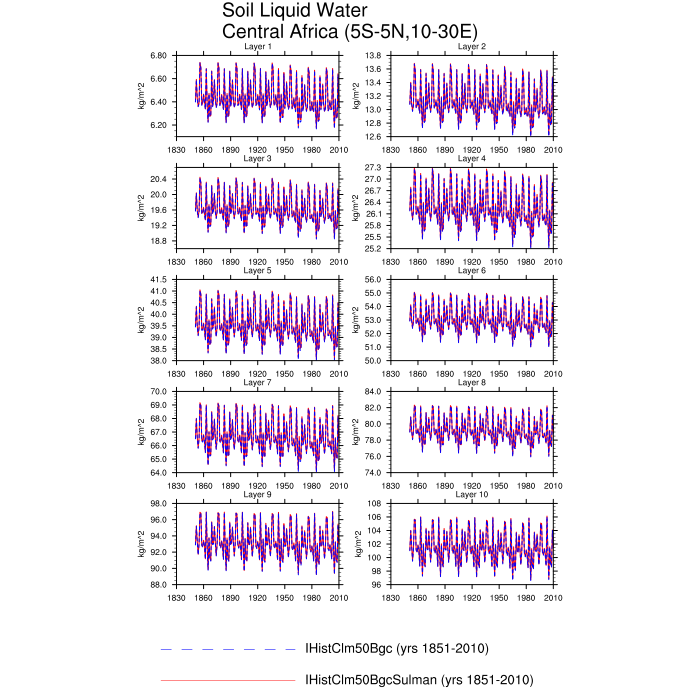 Soil Liquid Water
Central Africa (5S-5N,10-30E)
Layer 1
6.80
6.60
6.40
6.20
kg/m^2
1830 1860 1890 1920 1950 1980 2010
Layer 2
13.8
13.6
13.4
13.2
13.0
12.8
12.6
kg/m^2
1830 1860 1890 1920 1950 1980 2010
Layer 3
20.4
20.0
19.6
19.2
18.8
kg/m^2
1830 1860 1890 1920 1950 1980 2010
Layer 4
27.3
27.0
26.7
26.4
26.1
25.8
25.5
25.2
kg/m^2
1830 1860 1890 1920 1950 1980 2010
Layer 5
41.5
41.0
40.5
40.0
39.5
39.0
38.5
38.0
kg/m^2
1830 1860 1890 1920 1950 1980 2010
Layer 6
56.0
55.0
54.0
53.0
52.0
51.0
50.0
kg/m^2
1830 1860 1890 1920 1950 1980 2010
Layer 7
70.0
69.0
68.0
67.0
66.0
65.0
64.0
kg/m^2
1830 1860 1890 1920 1950 1980 2010
Layer 8
84.0
82.0
80.0
78.0
76.0
74.0
kg/m^2
1830 1860 1890 1920 1950 1980 2010
Layer 9
98.0
96.0
94.0
92.0
90.0
88.0
kg/m^2
1830 1860 1890 1920 1950 1980 2010
Layer 10
108
106
104
102
100
98
96
kg/m^2
1830 1860 1890 1920 1950 1980 2010
IHistClm50Bgc (yrs 1851-2010)
IHistClm50BgcSulman (yrs 1851-2010)